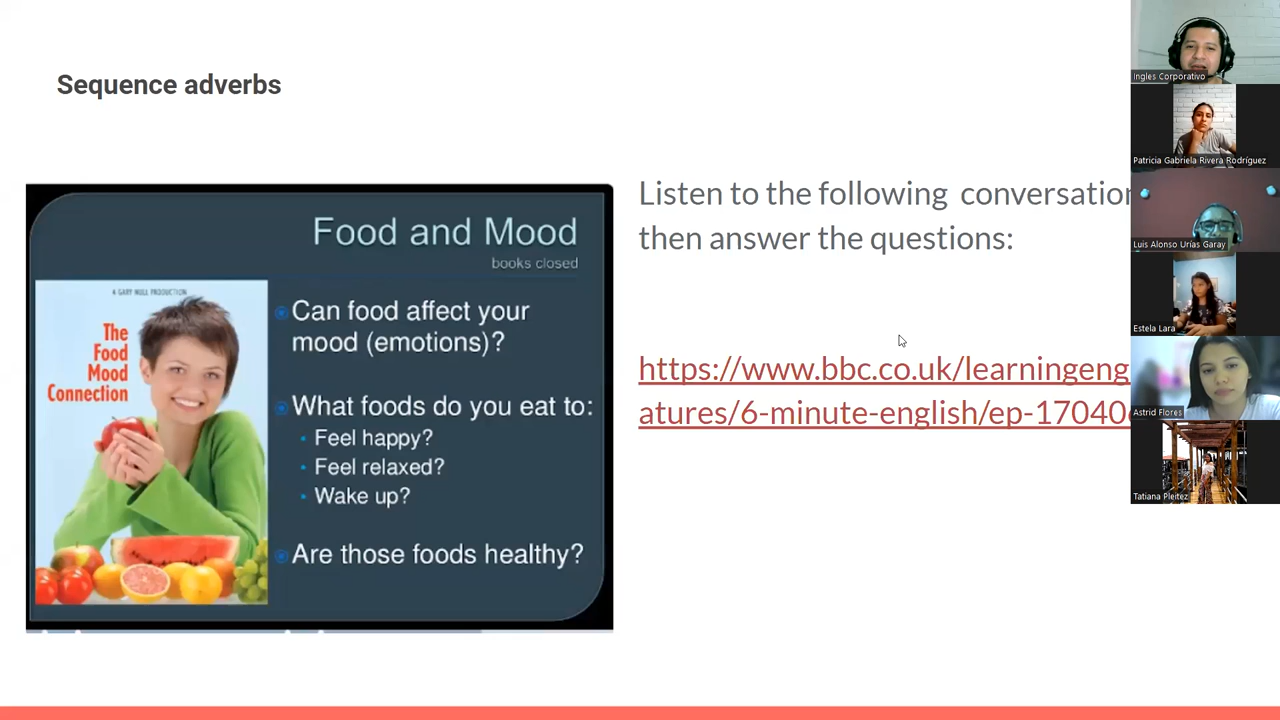 Sequence adverbs
Food and Mood
books closed
A GARY NULL PRODUCTION
The
Food
Mood
Connection
Can food affect your
mood (emotions)?
What foods do you eat to:
Feel happy?
Feel relaxed?
Wake up?
Are those foods healthy?
Listen to the following conversation
then answer the questions:
https://www.bbc.co.uk/learningeng
atures/6-minute-english/ep-17040
Ingles Corporativo
Patricia Gabriela Rivera Rodríguez
Luis Alonso Urías Garay
Estela Lara
Astrid Flores
Tatiana Pleitez